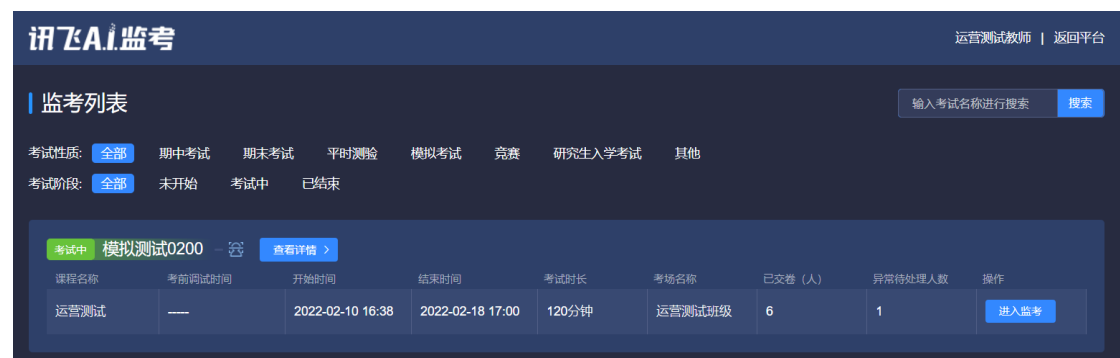 讯飞A.I.监考
运营测试教师 | 返回平台
监考列表
输入考试名称进行搜索 搜索
考试性质: 全部 期中考试 期末考试 平时测验 模拟考试 竞赛 研究生入学考试 其他
考试阶段: 全部 未开始 考试中 已结束
考试中 模拟测试0200 查看详情 >
课程名称 考前调试时间 开始时间 结束时间 考试时长 考场名称 已交卷（人） 异常待处理人数 操作
运营测试 ----- 2022-02-10 16:38 2022-02-18 17:00 120分钟 运营测试班级 6 1 进入监考